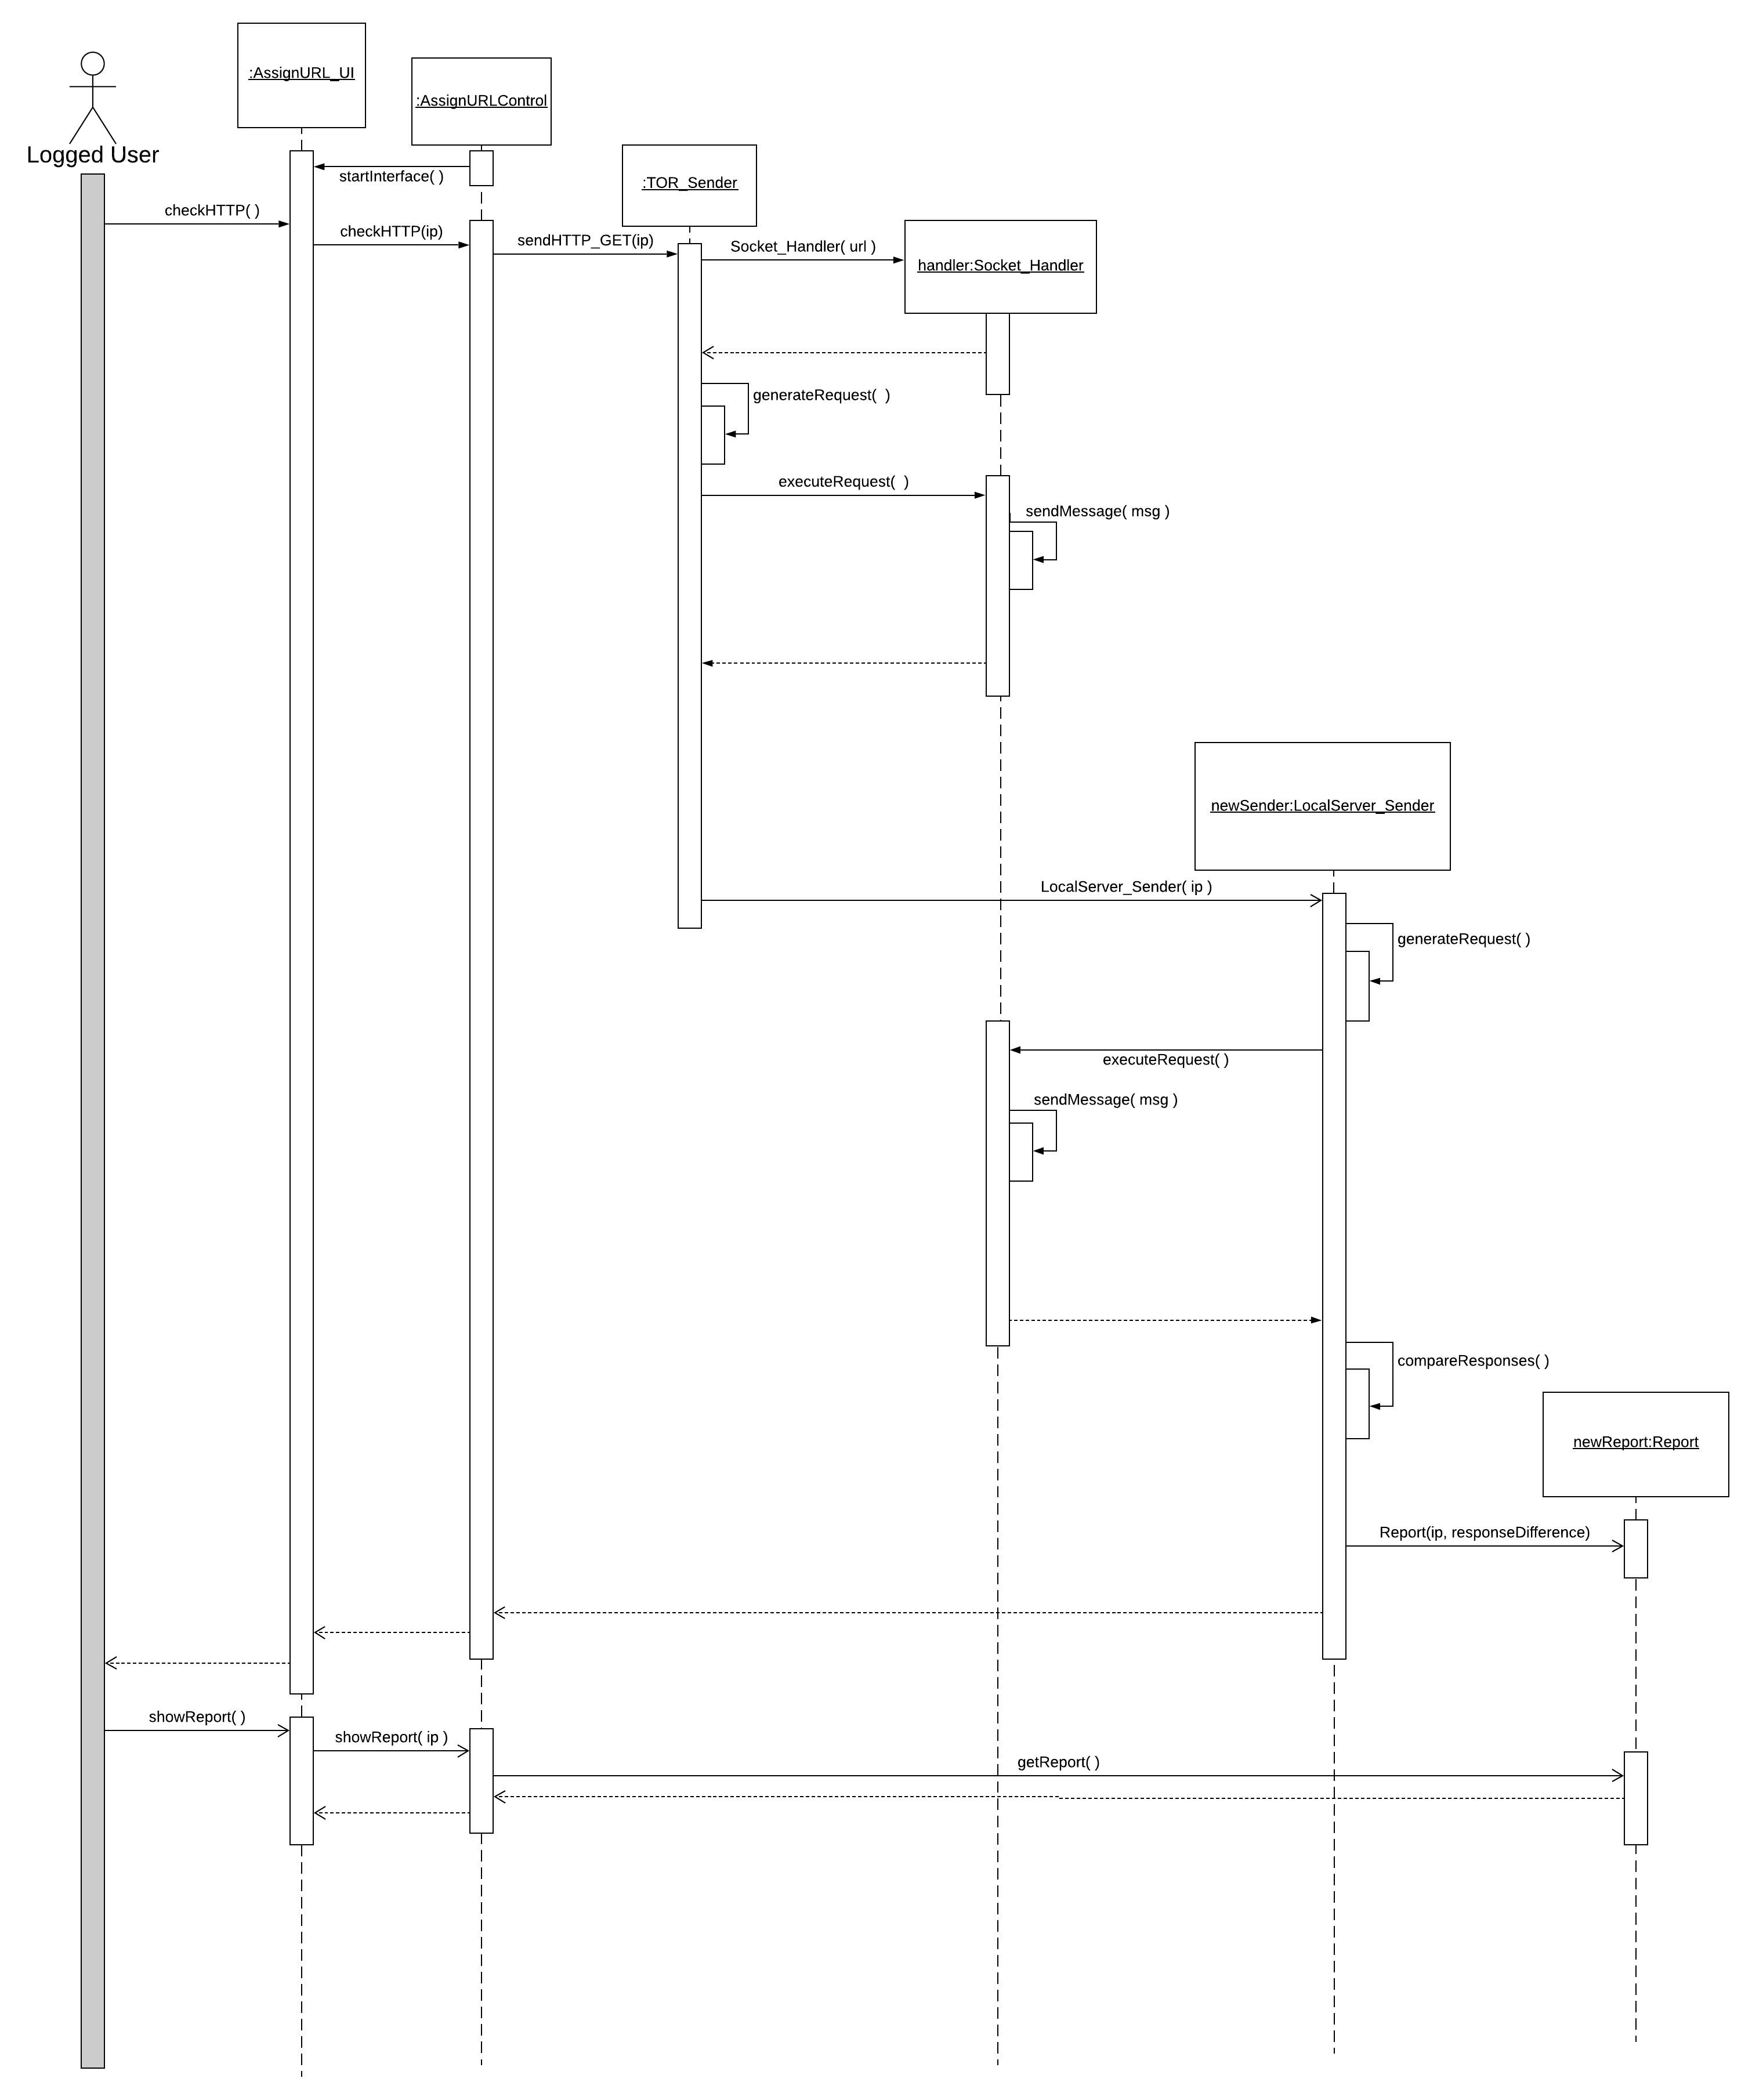 :AssignURL_UI
:AssignURLControl
Logged User
startInterface( )
:TOR_Sender
checkHTTP( )
checkHTTP(ip)
sendHTTP_GET(ip)
Socket_Handler( url )
handler:Socket_Handler
generateRequest(  )
executeRequest(  )
sendMessage( msg )
newSender:LocalServer_Sender
LocalServer_Sender( ip )
generateRequest( )
executeRequest( )
sendMessage( msg )
compareResponses( )
newReport:Report
Report(ip, responseDifference)
showReport( )
showReport( ip )
getReport( )